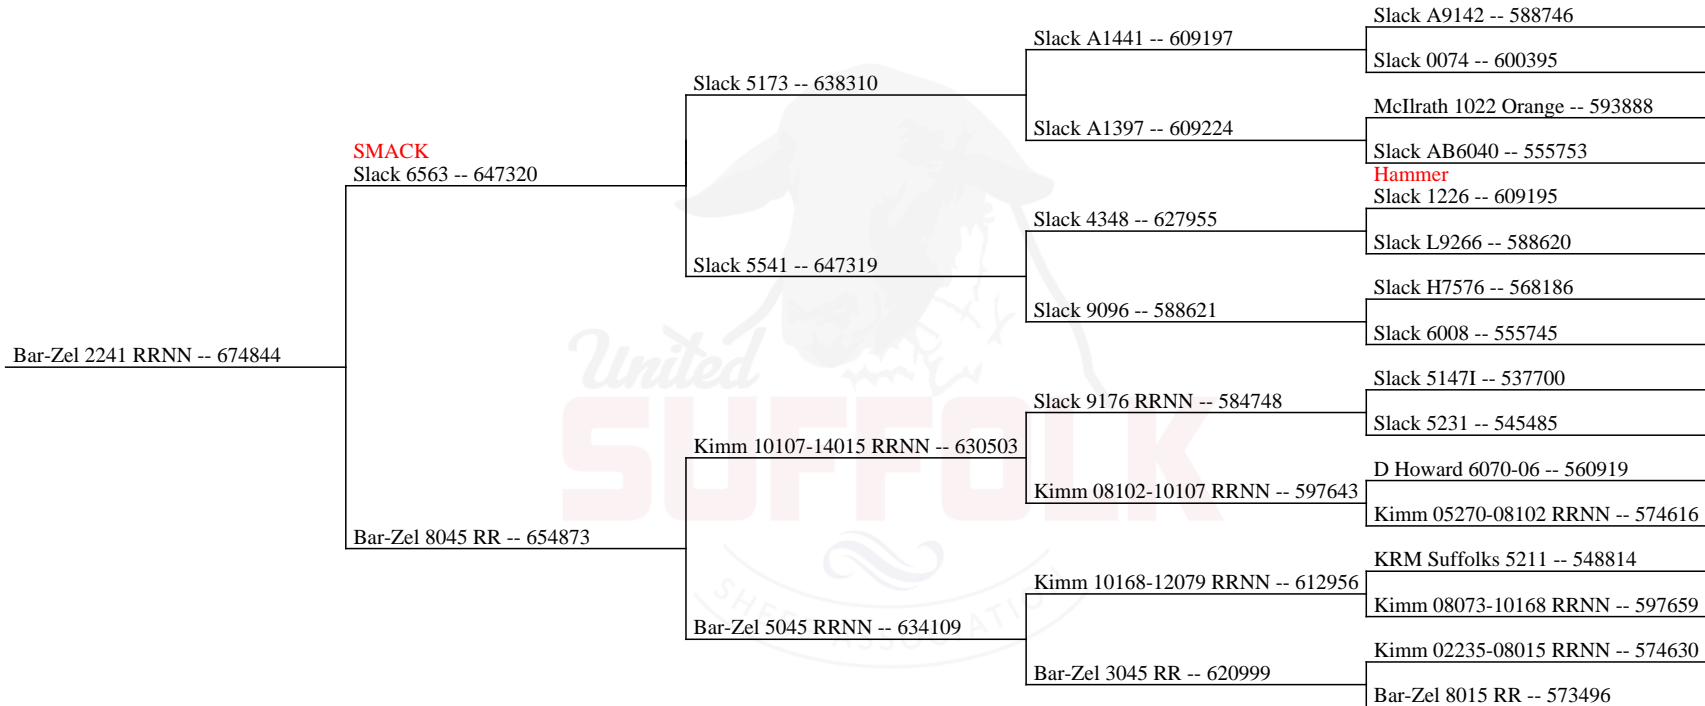 Slack A9142 -- 588746
Slack A1441 -- 609197
Slack 0074 -- 600395
Slack 5173 -- 638310
McIlrath 1022 Orange -- 593888
Slack A1397 -- 609224
SMACK
Slack AB6040 -- 555753
Slack 6563 -- 647320
Hammer
Slack 1226 -- 609195
Slack 4348 -- 627955
Slack L9266 -- 588620
Slack 5541 -- 647319
Slack H7576 -- 568186
Slack 9096 -- 588621
Slack 6008 -- 555745
Bar-Zel 2241 RRNN -- 674844
United
Slack 5147I -- 537700
Slack 9176 RRNN -- 584748
SUFFOLK
Slack 5231 -- 545485
Kimm 10107-14015 RRNN -- 630503
D Howard 6070-06 -- 560919
Kimm 08102-10107 RRNN -- 597643
Kimm 05270-08102 RRNN -- 574616
Bar-Zel 8045 RR -- 654873
KRM Suffolks 5211 -- 548814
Kimm 10168-12079 RRNN -- 612956
Kimm 08073-10168 RRNN -- 597659
Bar-Zel 5045 RRNN -- 634109
Kimm 02235-08015 RRNN -- 574630
Bar-Zel 3045 RR -- 620999
Bar-Zel 8015 RR -- 573496